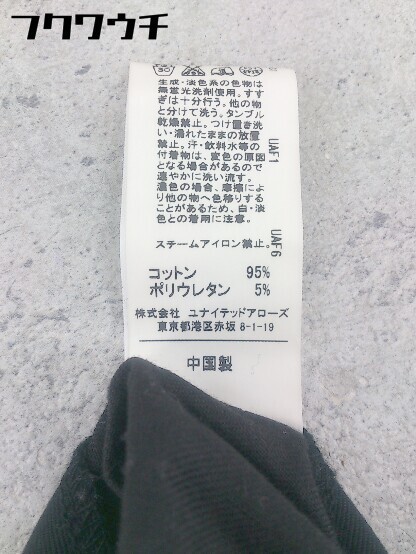 フクワウチ
生成・淡色系の色物は
無蛍光洗剤使用。すす
ぎは十分行う。他の物
と分けて洗う。タンブル
乾燥禁止。つけ置き洗
い・濡れたままの放置
禁止。汗・飲料水等の
付着物は、変色の原因
となる場合があるので
速やかに洗い流す。
濃色の場合、摩擦によ
り他の物へ色移りする
ことがあるため、白・淡
色との着用に注意。
UAF1
UAF6
スチームアイロン禁止。
コットン 95%
ポリウレタン 5%
株式会社 ユナイテッドアローズ
東京都港区赤坂 8-1-19
中国製